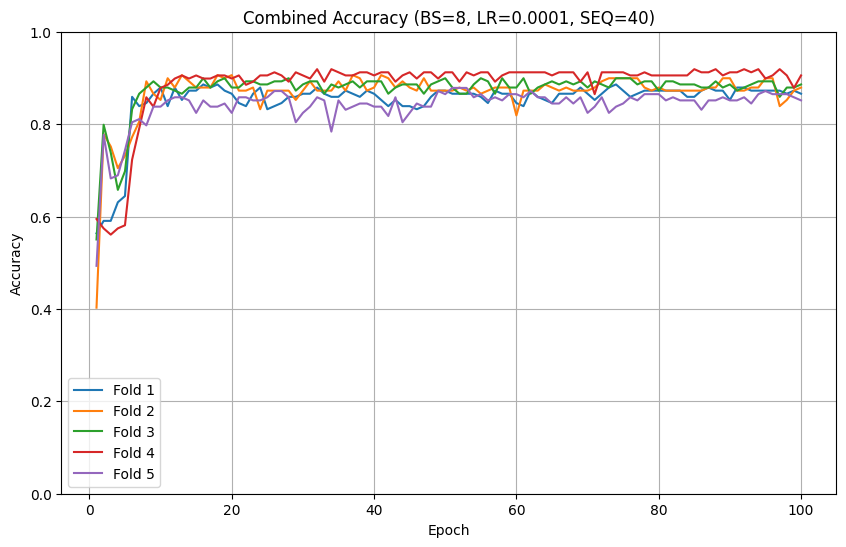 Combined Accuracy (BS=8, LR=0.0001, SEQ=40)
Accuracy
1.0
0.8
0.6
0.4
0.2
0.0
Fold 1
Fold 2
Fold 3
Fold 4
Fold 5
0 20 40 60 80 100
Epoch